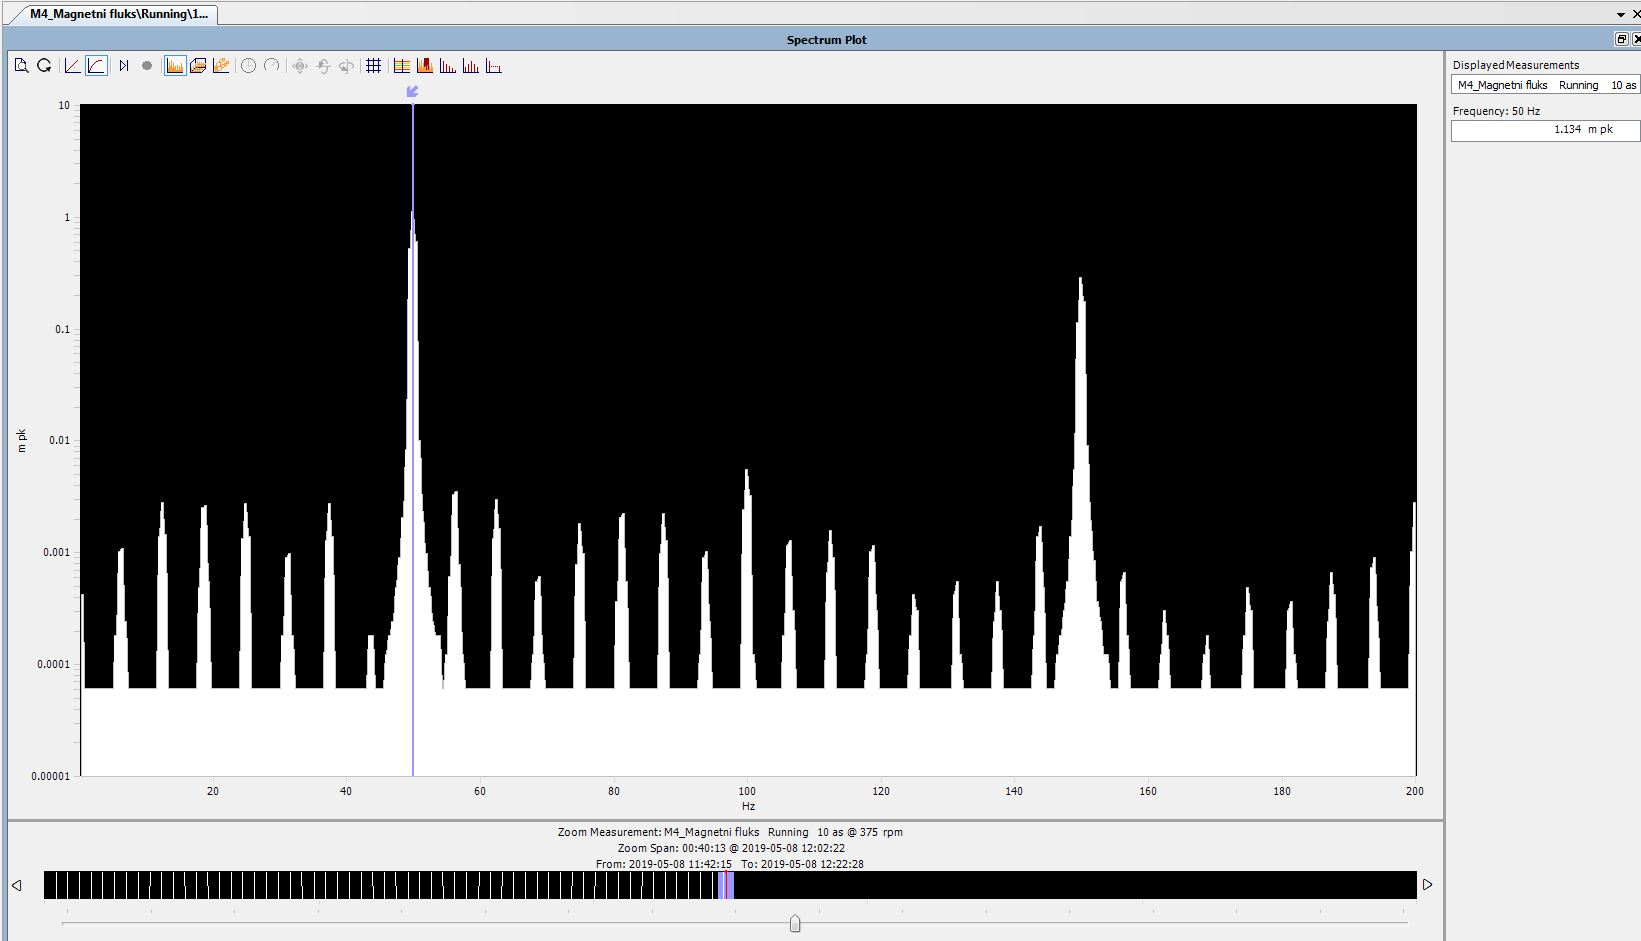 M4_Magnetni fluks\Running\1...
Spectrum Plot
Displayed Measurements
M4_Magnetni fluks Running 10 as
Frequency: 50 Hz
1.134 m pk
10
1
0.1
0.01
0.001
0.0001
0.00001
m pk
20 40 60 80 100 120 140 160 180 200
Hz
Zoom Measurement: M4_Magnetni fluks Running 10 as @ 375 rpm
Zoom Span: 00:40:13 @ 2019-05-08 12:02:22
From: 2019-05-08 11:42:15 To: 2019-05-08 12:22:28